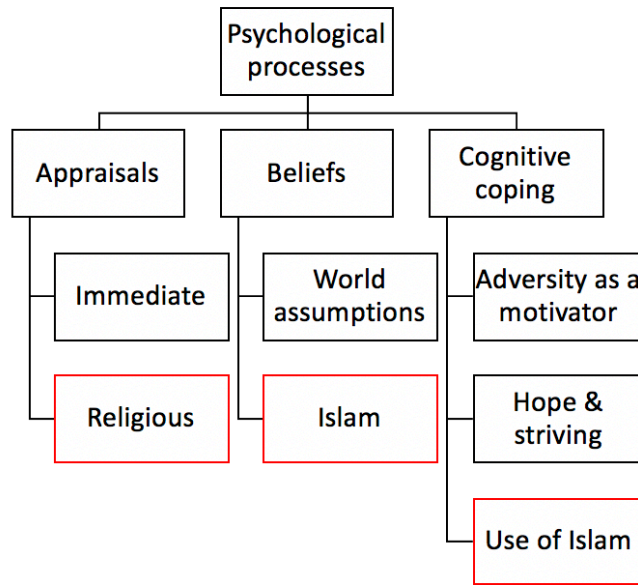 Psychological
processes
Appraisals
Beliefs
Cognitive
coping
Immediate
World
assumptions
Adversity as a
motivator
Religious
Islam
Hope &
striving
Use of Islam